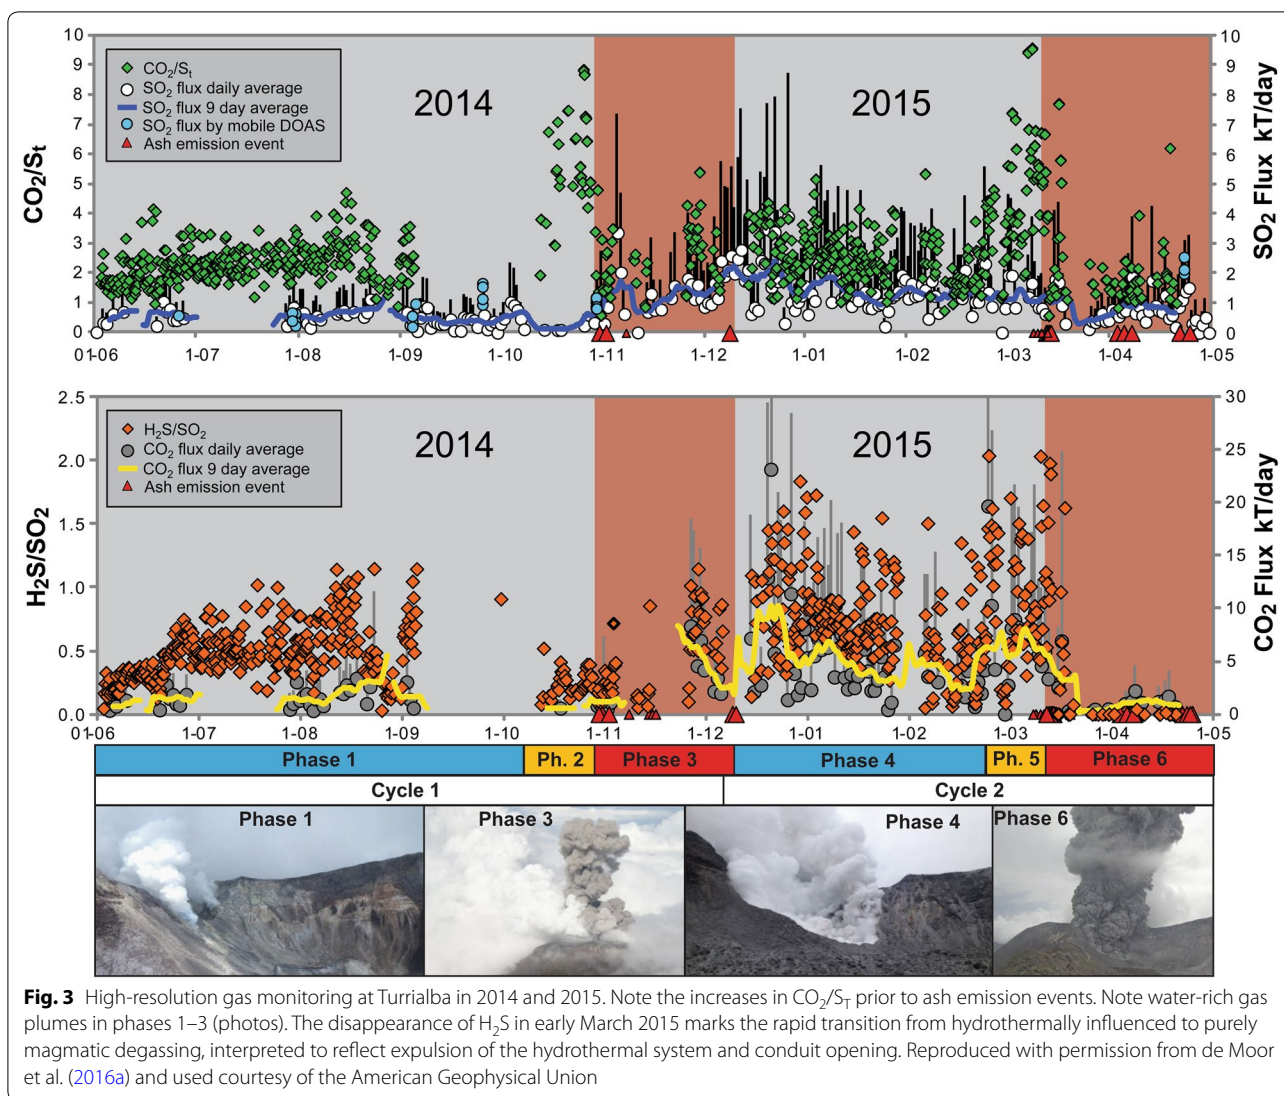 10
9
8
7
6
5
4
3
2
1
0
CO2/St
CO2/St
SO2 flux daily average
SO2 flux 9 day average
SO2 flux by mobile DOAS
Ash emission event
2014
2015
10
9
8
7
6
5
4
3
2
1
0
SO2 Flux kT/day
01-06 1-07 1-08 1-09 1-10 1-11 1-12 1-01 1-02 1-03 1-04 1-05
2.5
2.0
1.5
1.0
0.5
0.0
H2S/SO2
H2S/SO2
CO2 flux daily average
CO2 flux 9 day average
Ash emission event
2014
2015
30
25
20
15
10
5
0
CO2 Flux kT/day
01-06 1-07 1-08 1-09 1-10 1-11 1-12 1-01 1-02 1-03 1-04 1-05
Phase 1 Ph. 2 Phase 3 Phase 4 Ph. 5 Phase 6
Cycle 1 Cycle 2
Phase 1 Phase 3 Phase 4 Phase 6
Fig. 3 High-resolution gas monitoring at Turrialba in 2014 and 2015. Note the increases in CO2/ST prior to ash emission events. Note water-rich gas
plumes in phases 1–3 (photos). The disappearance of H2S in early March 2015 marks the rapid transition from hydrothermally influenced to purely
magmatic degassing, interpreted to reflect expulsion of the hydrothermal system and conduit opening. Reproduced with permission from de Moor
et al. (2016a) and used courtesy of the American Geophysical Union